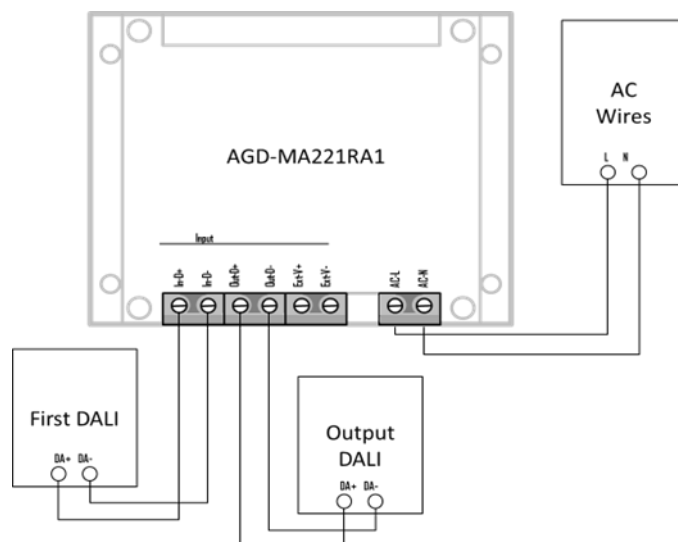 AGD-MA221RA1
AC
Wires
L N
Input
In-D+ In-D- Out-D+ Out-D- Ext-V+ Ext-V- AC-L AC-N
First DALI
DA+ DA-
Output
DALI
DA+ DA-